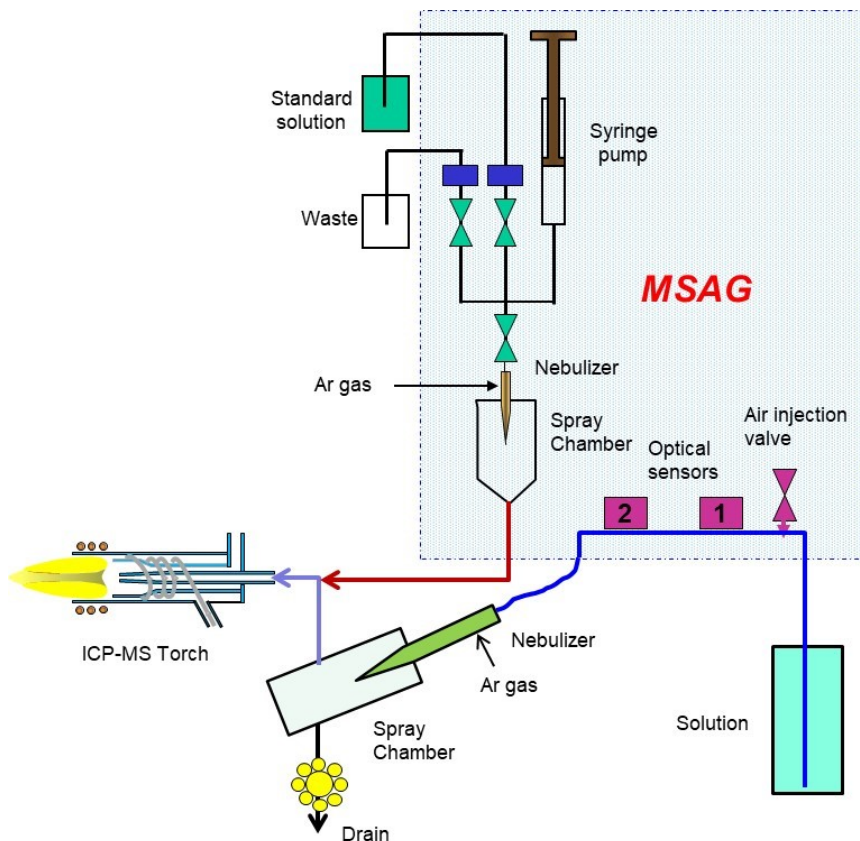 Standard
solution
Syringe
pump
Waste
MSAG
Ar gas
Nebulizer
Spray
Chamber
Air injection
valve
Optical
sensors
2
1
ICP-MS Torch
Nebulizer
Ar gas
Spray
Chamber
Solution
Drain